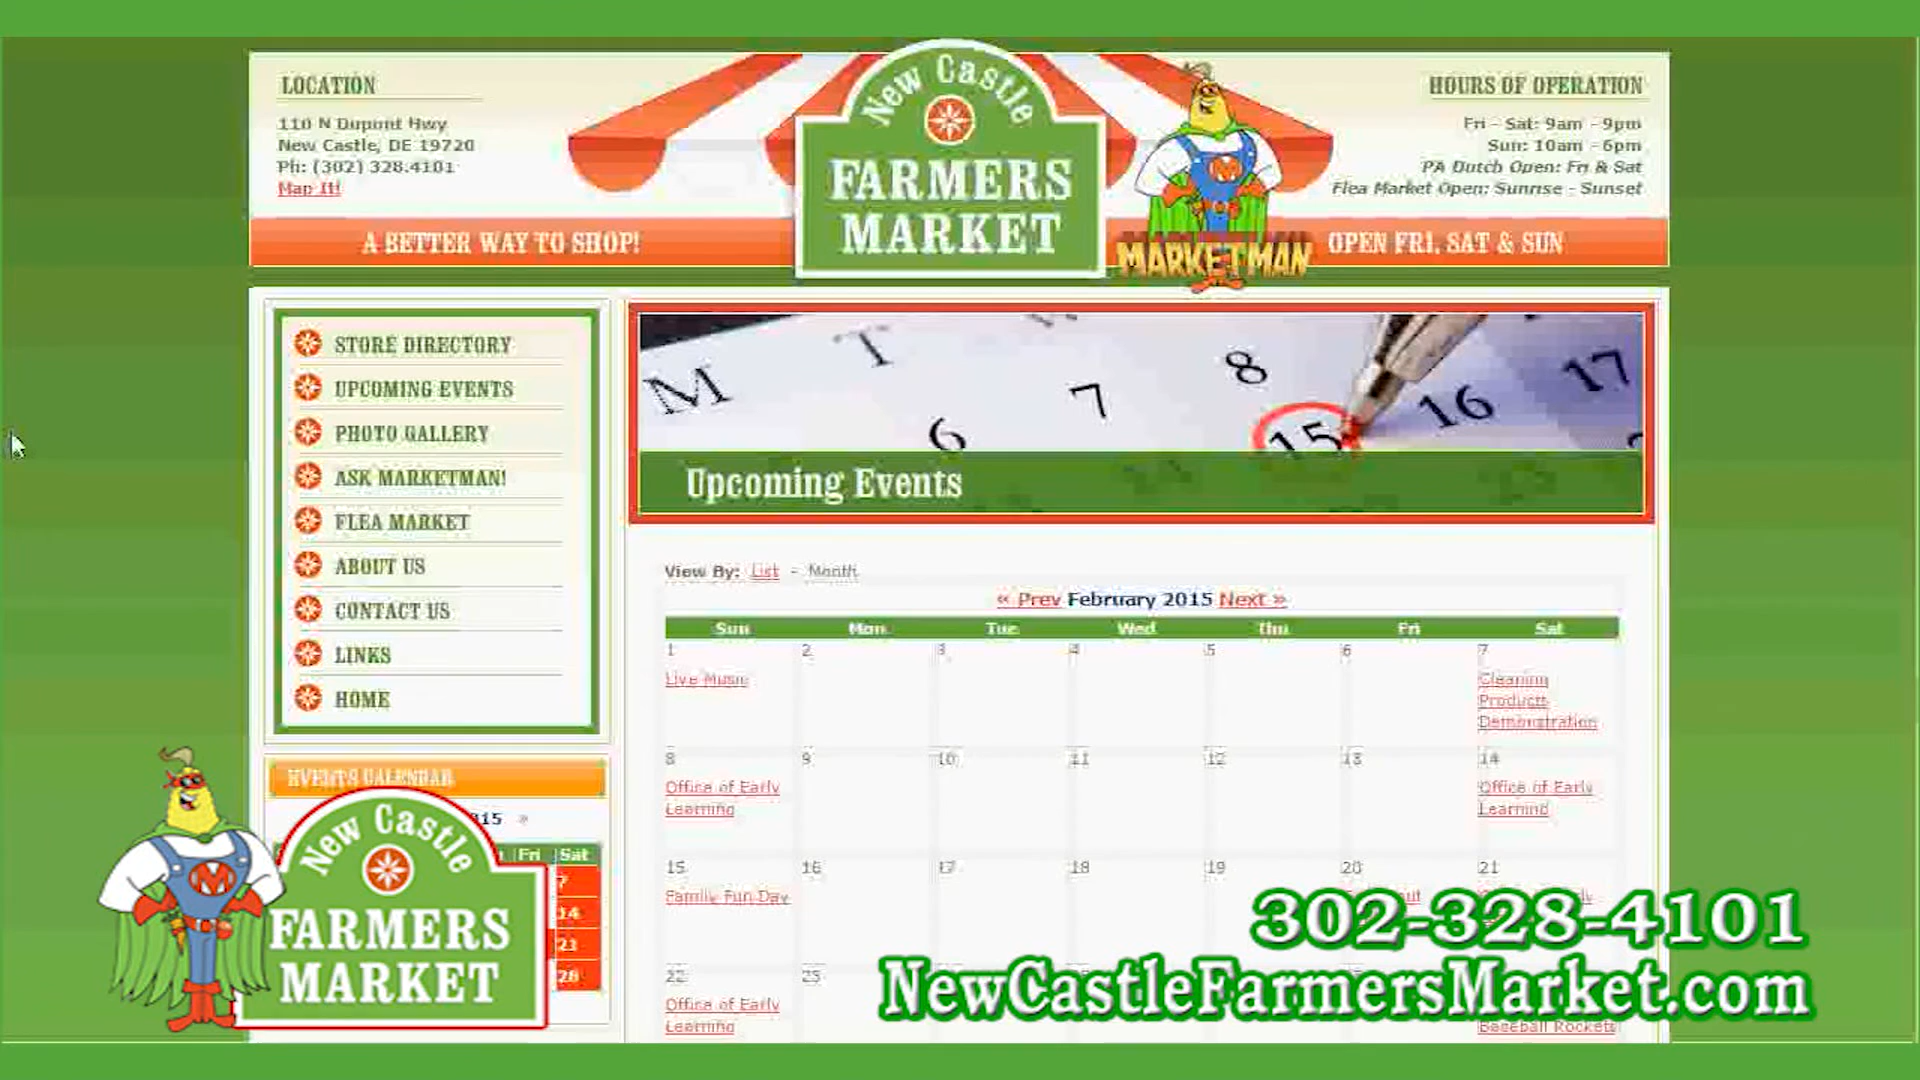 LOCATION
110 N Dupont Hwy
New Castle, DE 19720
Ph: (302) 328.4101
Map It!
A BETTER WAY TO SHOP!
New Castle
FARMERS
MARKET
MARKETMAN
HOURS OF OPERATION
Fri - Sat: 9am - 9pm
Sun: 10am - 6pm
PA Dutch Open: Fri & Sat
Flea Market Open: Sunrise - Sunset
OPEN FRI, SAT & SUN
STORE DIRECTORY
UPCOMING EVENTS
PHOTO GALLERY
ASK MARKETMAN!
FLEA MARKET
ABOUT US
CONTACT US
LINKS
HOME
M T 6 7 8 15 16 17
Upcoming Events
View By: List - Month
« Prev February 2015 Next »
Sun Mon Tue Wed Thu Fri Sat
1 2 3 4 5 6 7
Live Music
Cleaning
Products
Demonstration
8 9 10 11 12 13 14
Office of Early
Learning
Office of Early
Learning
15 16 17 18 19 20 21
Family Fun Day
22 23
Office of Early
Learning
Baseball Rockets
EVENTS CALENDAR
015 »
Fri Sat
7
14
21
28
M
New Castle
FARMERS
MARKET
302-328-4101
NewCastleFarmersMarket.com